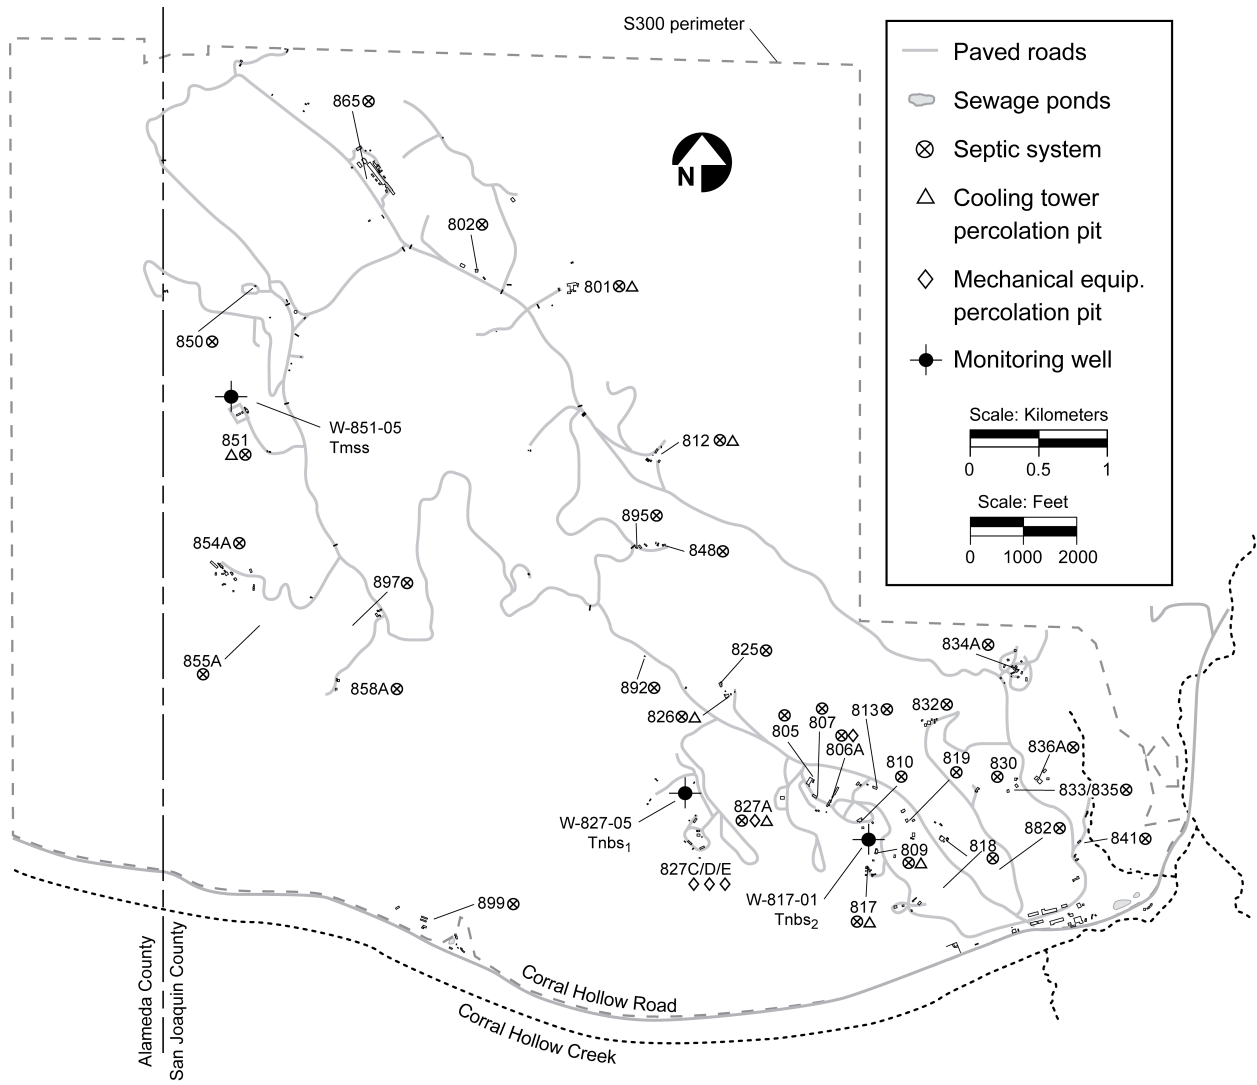 S300 perimeter
Paved roads
Sewage ponds
Septic system
Cooling tower
percolation pit
Mechanical equip.
percolation pit
Monitoring well
Scale: Kilometers
0 0.5 1
Scale: Feet
0 1000 2000
N
865
802
801
850
W-851-05
Tmss
851
812
895
848
854A
897
855A
858A
825
834A
892
826
805
807
813
832
806A
810
819
830
836A
833/835
827A
W-827-05
Tnbs1
882
841
818
809
827C/D/E
W-817-01
Tnbs2
817
899
Corral Hollow Road
Corral Hollow Creek
Alameda County
San Joaquin County